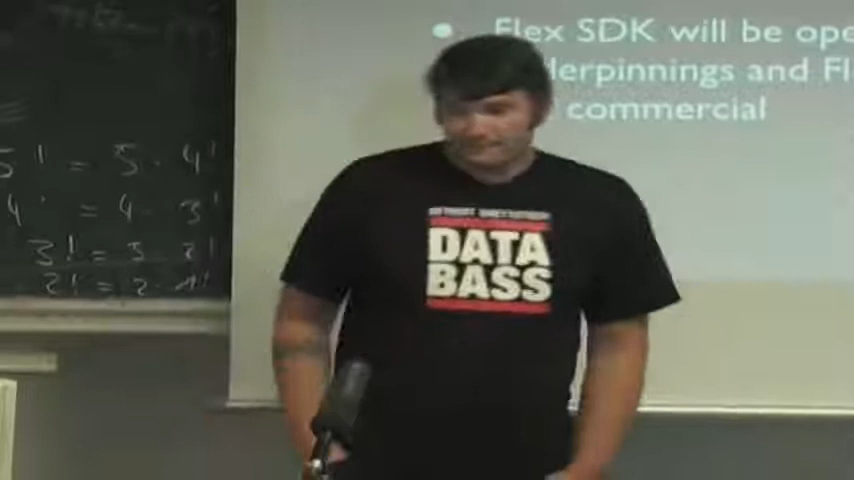 • Flex SDK will be ope
lerpinnings and Fl
commercial
5! = 5 · 4!
4! = 4 · 3!
3! = 3 2!
2! = 2 · 1!
DATA
BASS